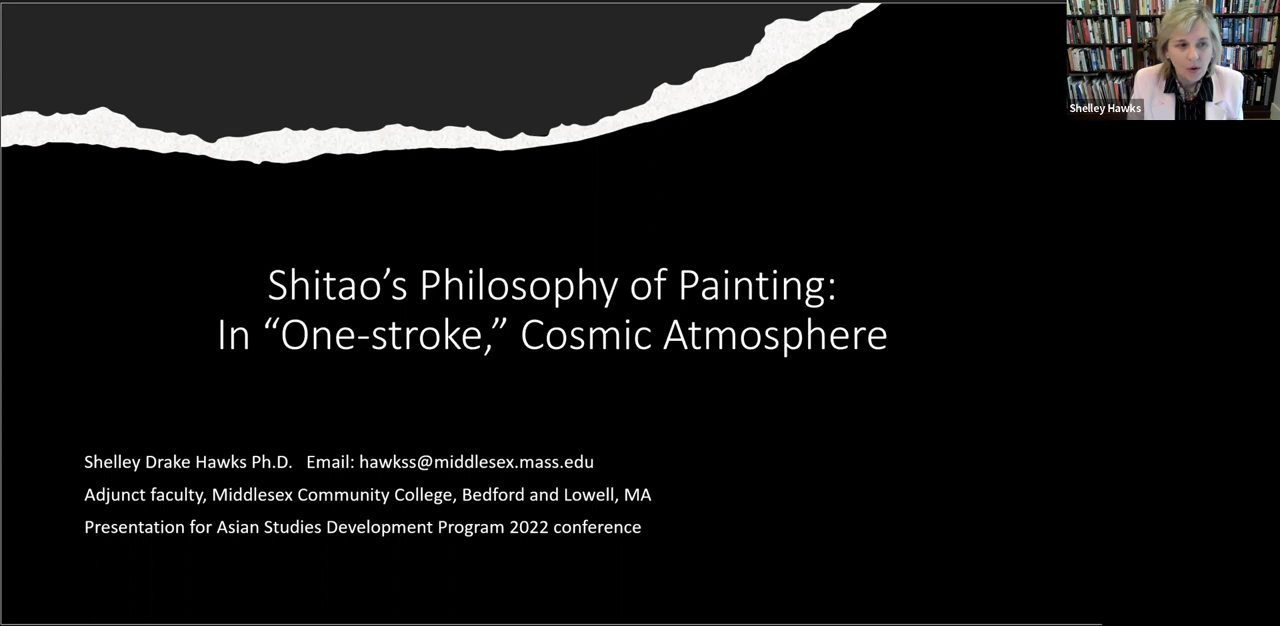 Shelley Hawks
Shitao’s Philosophy of Painting:
In “One-stroke,” Cosmic Atmosphere
Shelley Drake Hawks Ph.D. Email: hawkss@middlesex.mass.edu
Adjunct faculty, Middlesex Community College, Bedford and Lowell, MA
Presentation for Asian Studies Development Program 2022 conference